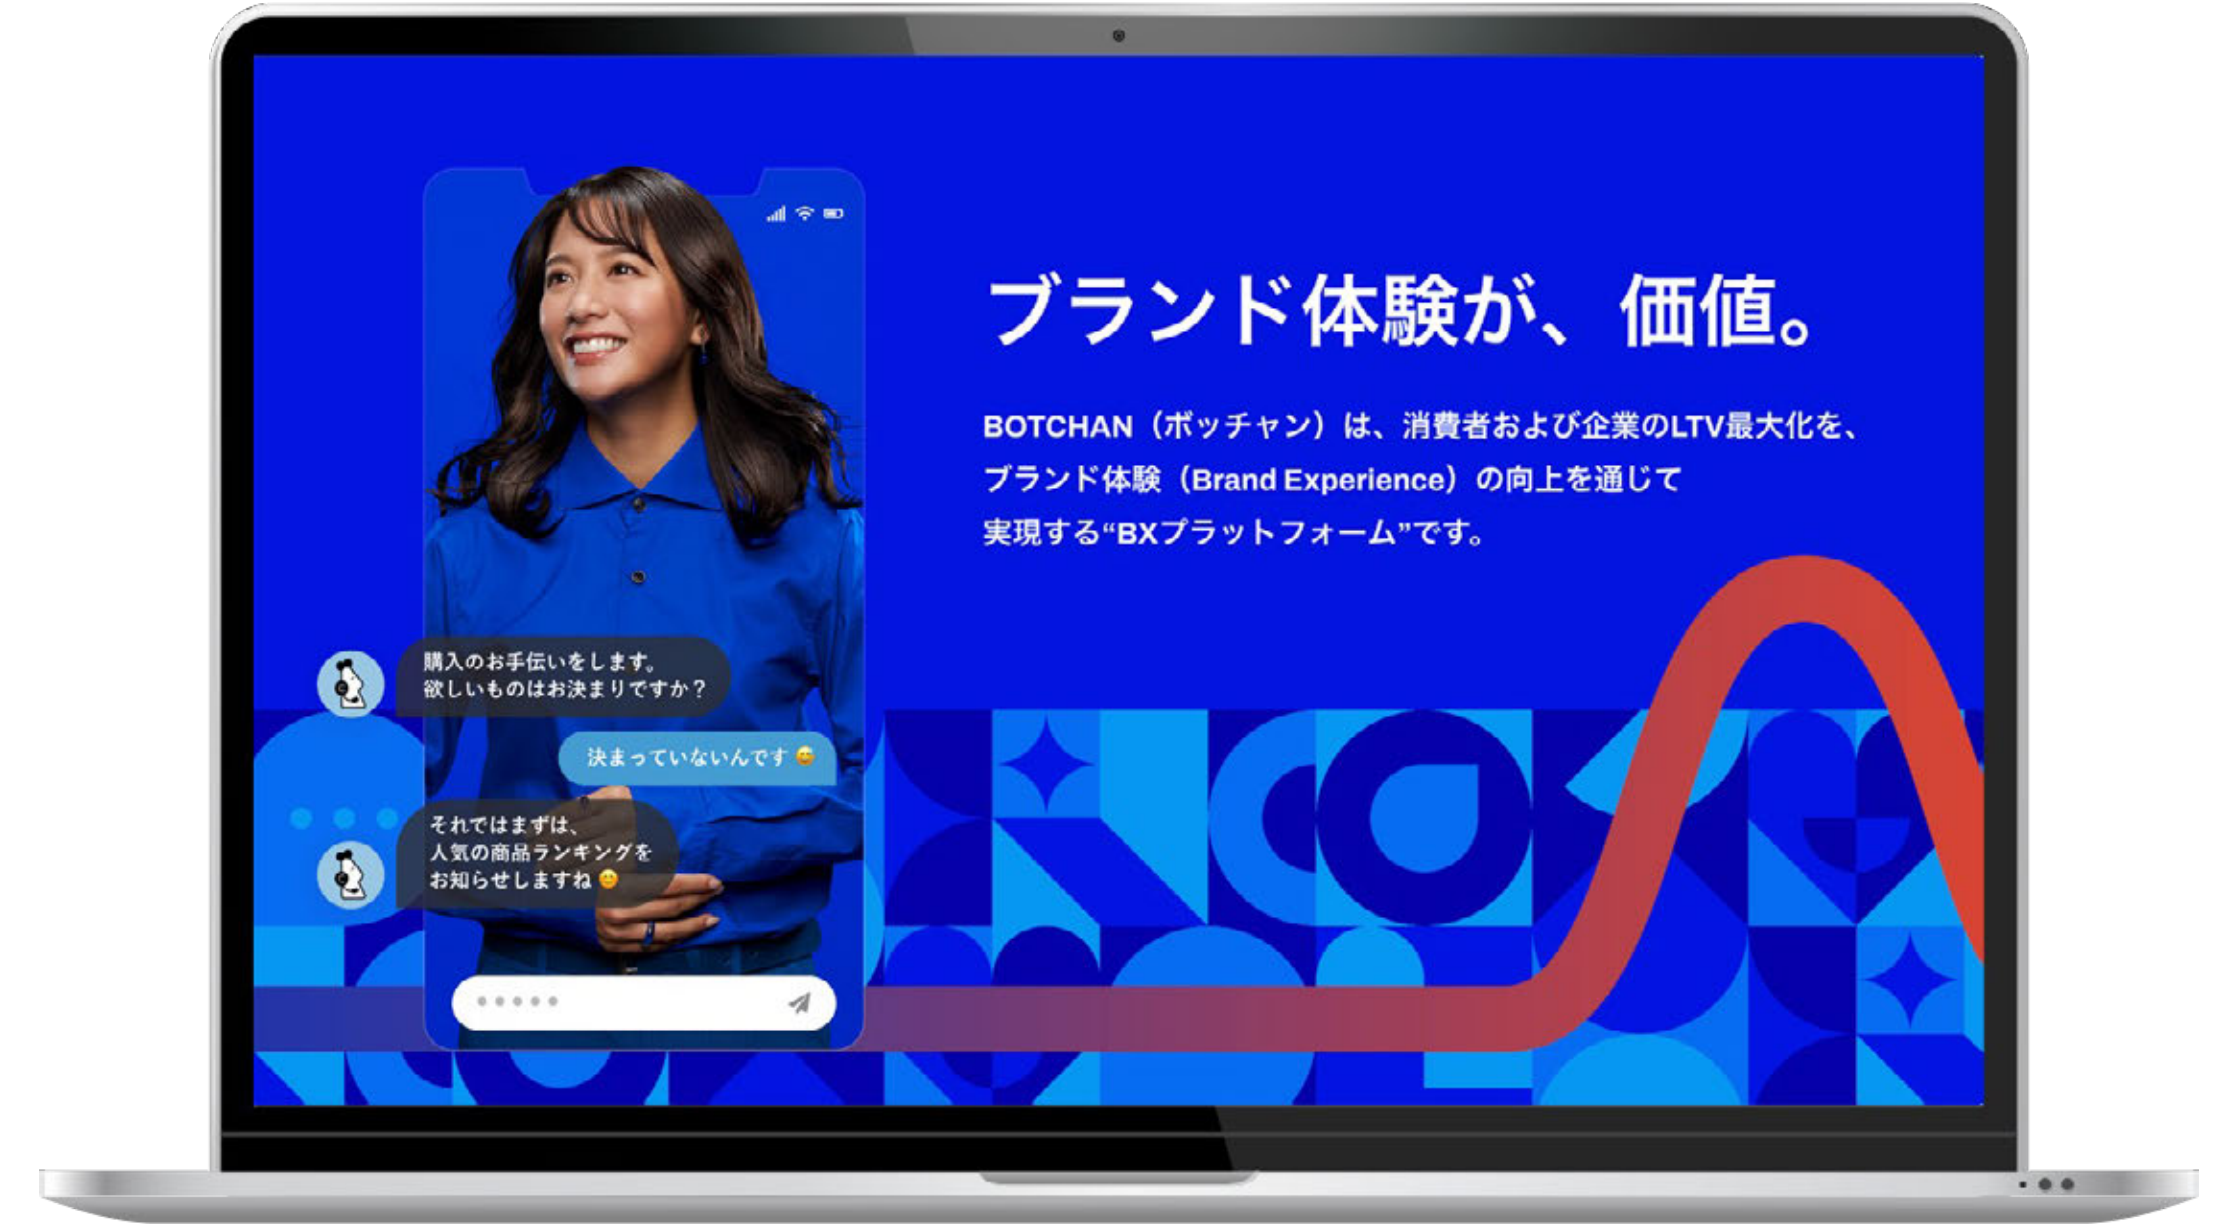 ブランド体験が、価値。
BOTCHAN（ボッチャン）は、消費者および企業のLTV最大化を、
ブランド体験（Brand Experience）の向上を通じて
実現する“BXプラットフォーム”です。
購入のお手伝いをします。
欲しいものはお決まりですか？
決まっていないんです😅
それではまずは、
人気の商品ランキングを
お知らせしますね😊